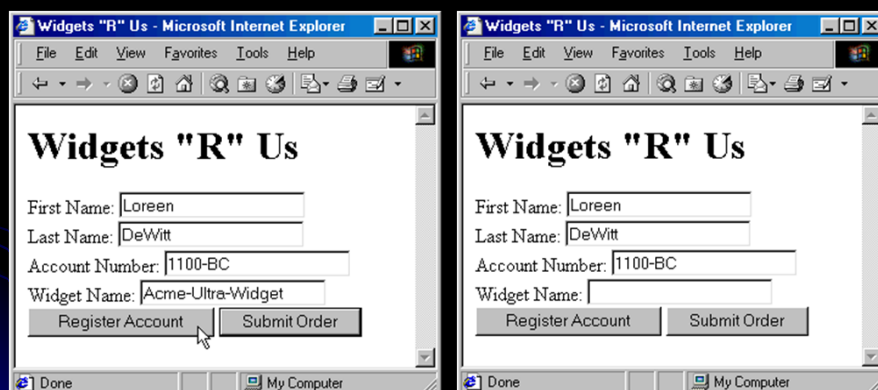 Widgets "R" Us - Microsoft Internet Explorer
File Edit View Favorites Tools Help
Widgets "R" Us
First Name: Loreen
Last Name: DeWitt
Account Number: 1100-BC
Widget Name: Acme-Ultra-Widget
Register Account Submit Order
Done My Computer
Widgets "R" Us - Microsoft Internet Explorer
File Edit View Favorites Tools Help
Widgets "R" Us
First Name: Loreen
Last Name: DeWitt
Account Number: 1100-BC
Widget Name:
Register Account Submit Order
Done My Computer